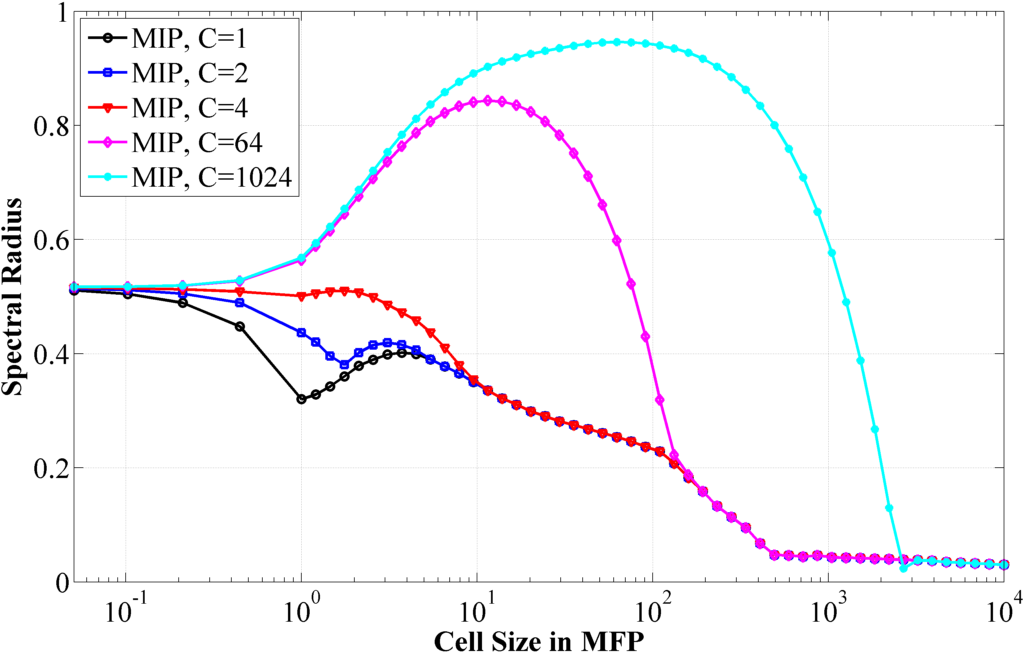 1
MIP, C=1
MIP, C=2
MIP, C=4
MIP, C=64
MIP, C=1024
0.8
0.6
0.4
0.2
0
Spectral Radius
10^-1
10^0
10^1
10^2
10^3
10^4
Cell Size in MFP